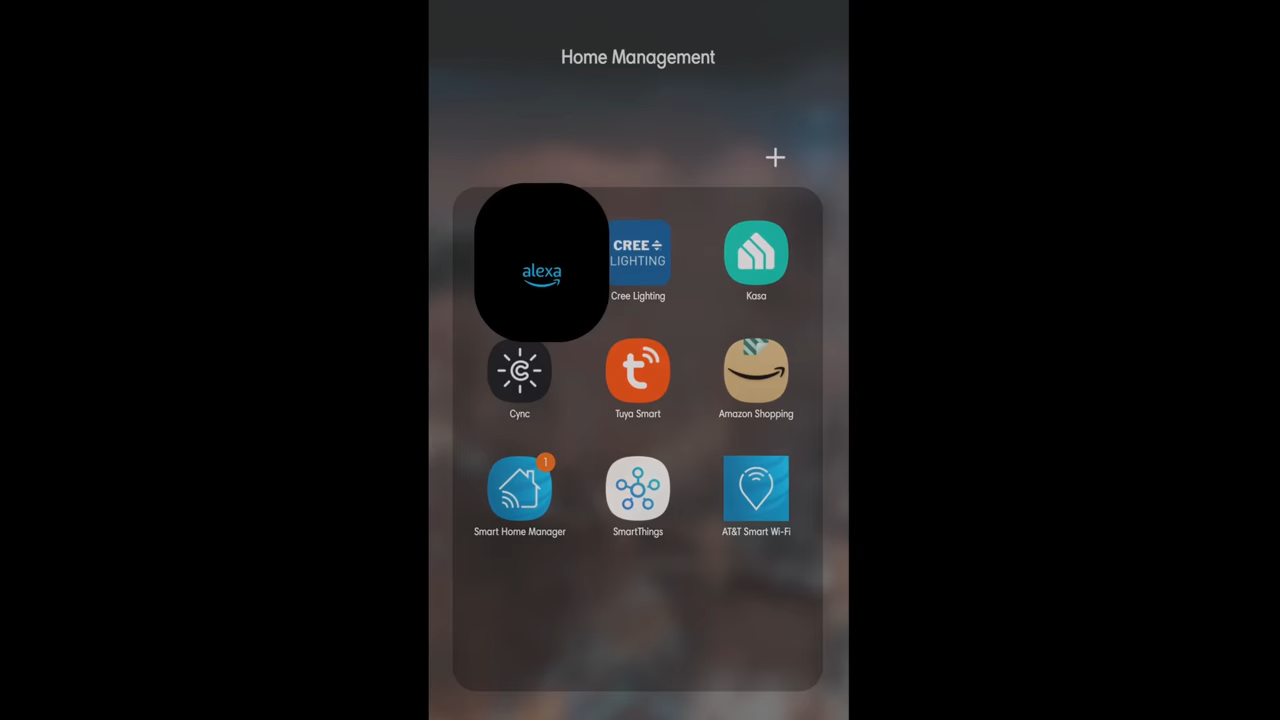 Home Management
+
alexa
CREE
LIGHTING
Cree Lighting
Kasa
C
Cync
t
Tuya Smart
Amazon Shopping
1
Smart Home Manager
SmartThings
AT&T Smart Wi-Fi